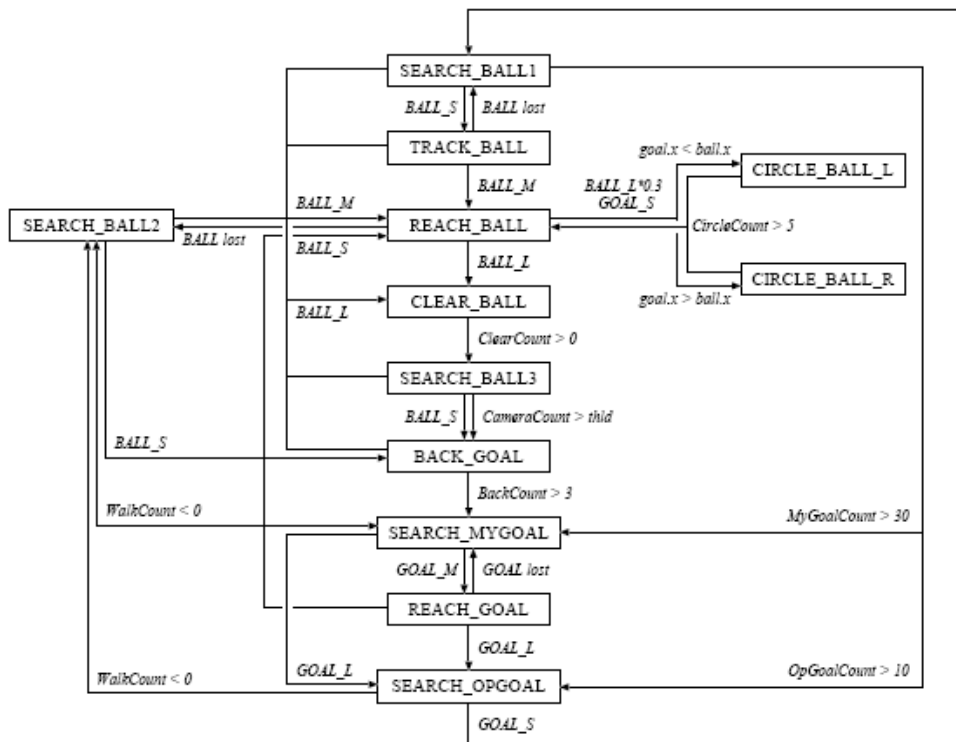 SEARCH_BALL1
BALL_S
BALL lost
TRACK_BALL
goal.x < ball.x
CIRCLE_BALL_L
BALL_M
BALL_L*0.3
GOAL_S
BALL_M
SEARCH_BALL2
REACH_BALL
CircleCount > 5
BALL lost
BALL_S
BALL_L
CIRCLE_BALL_R
CLEAR_BALL
goal.x > ball.x
BALL_L
ClearCount > 0
SEARCH_BALL3
BALL_S
CameraCount > thld
BALL_S
BACK_GOAL
BackCount > 3
WalkCount < 0
MyGoalCount > 30
SEARCH_MYGOAL
GOAL_M
GOAL lost
REACH_GOAL
GOAL_L
GOAL_L
WalkCount < 0
OpGoalCount > 10
SEARCH_OPGOAL
GOAL_S